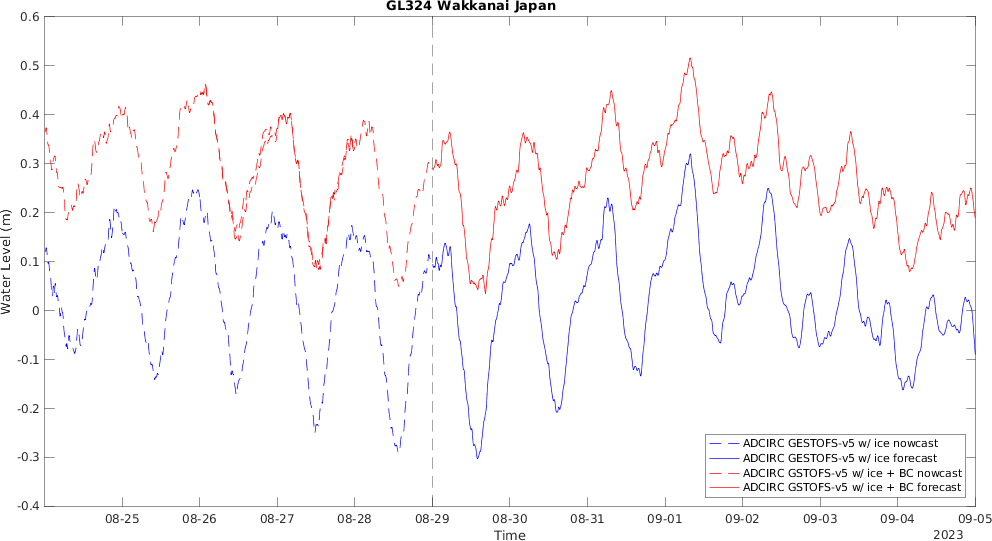 GL324 Wakkanai Japan
0.6
0.5
0.4
0.3
0.2
0.1
0
-0.1
-0.2
-0.3
-0.4
Water Level (m)
ADCIRC GESTOFS-v5 w/ ice nowcast
ADCIRC GESTOFS-v5 w/ ice forecast
ADCIRC GSTOFS-v5 w/ ice + BC nowcast
ADCIRC GSTOFS-v5 w/ ice + BC forecast
08-25 08-26 08-27 08-28 08-29 08-30 08-31 09-01 09-02 09-03 09-04 09-05
Time
2023